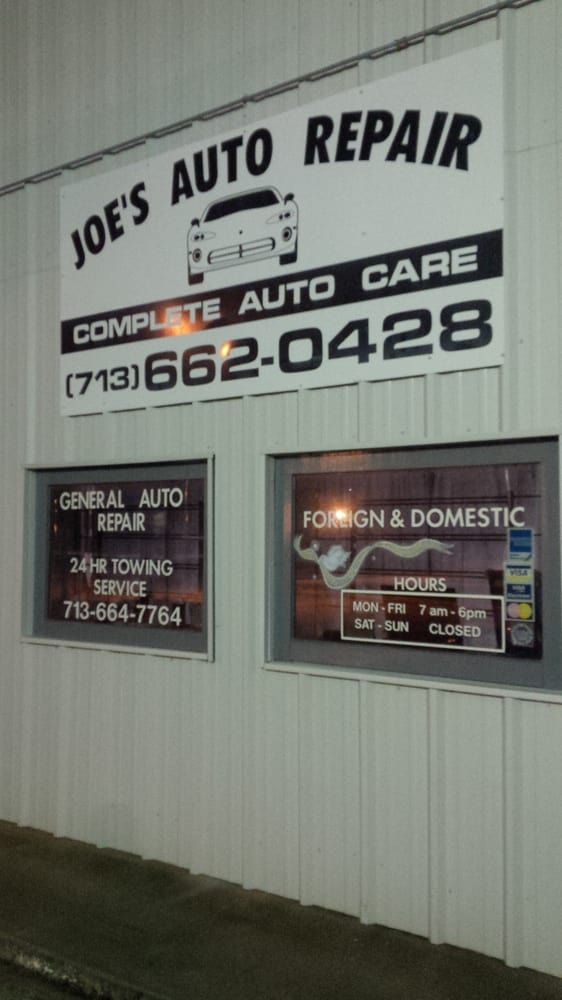 JOE'S AUTO REPAIR
COMPLETE AUTO CARE
(713) 662-0428
GENERAL AUTO
REPAIR
24 HR TOWING
SERVICE
713-664-7764
FOREIGN & DOMESTIC
HOURS
MON - FRI 7 am - 6pm
SAT - SUN CLOSED
VISA
VISA